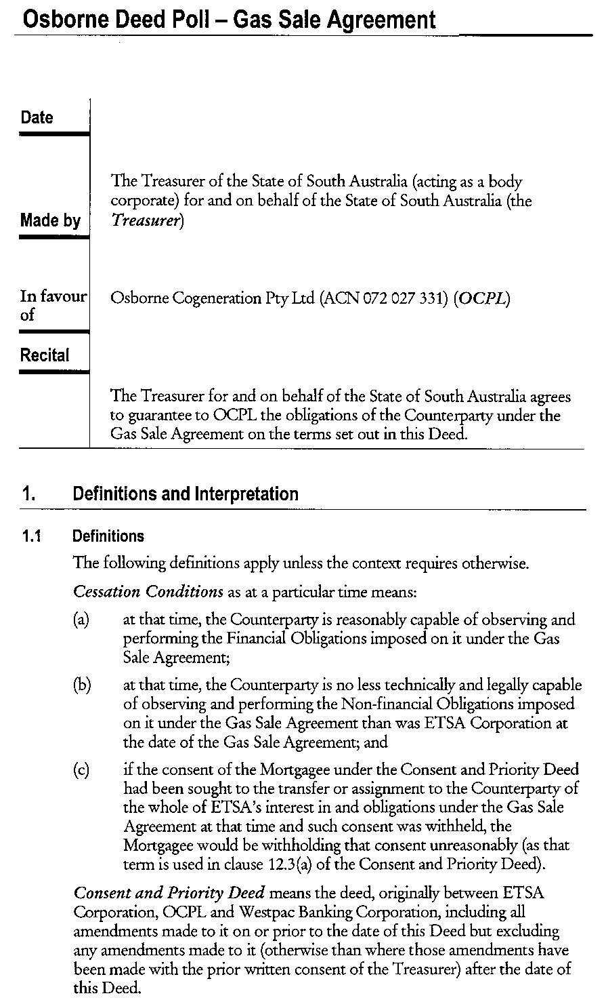 Osborne Deed Poll – Gas Sale Agreement
Date
The Treasurer of the State of South Australia (acting as a body
corporate) for and on behalf of the State of South Australia (the
Made by Treasurer)
In favour Osborne Cogeneration Pty Ltd (ACN 072 027 331) (OCPL)
of
Recital
The Treasurer for and on behalf of the State of South Australia agrees
to guarantee to OCPL the obligations of the Counterparty under the
Gas Sale Agreement on the terms set out in this Deed.
1. Definitions and Interpretation
1.1 Definitions
The following definitions apply unless the context requires otherwise.
Cessation Conditions as at a particular time means:
(a) at that time, the Counterparty is reasonably capable of observing and
performing the Financial Obligations imposed on it under the Gas
Sale Agreement;
(b) at that time, the Counterparty is no less technically and legally capable
of observing and performing the Non-financial Obligations imposed
on it under the Gas Sale Agreement than was ETSA Corporation at
the date of the Gas Sale Agreement; and
(c) if the consent of the Mortgagee under the Consent and Priority Deed
had been sought to the transfer or assignment to the Counterparty of
the whole of ETSA's interest in and obligations under the Gas Sale
Agreement at that time and such consent was withheld, the
Mortgagee would be withholding that consent unreasonably (as that
term is used in clause 12.3(a) of the Consent and Priority Deed).
Consent and Priority Deed means the deed, originally between ETSA
Corporation, OCPL and Westpac Banking Corporation, including all
amendments made to it on or prior to the date of this Deed but excluding
any amendments made to it (otherwise than where those amendments have
been made with the prior written consent of the Treasurer) after the date of
this Deed.